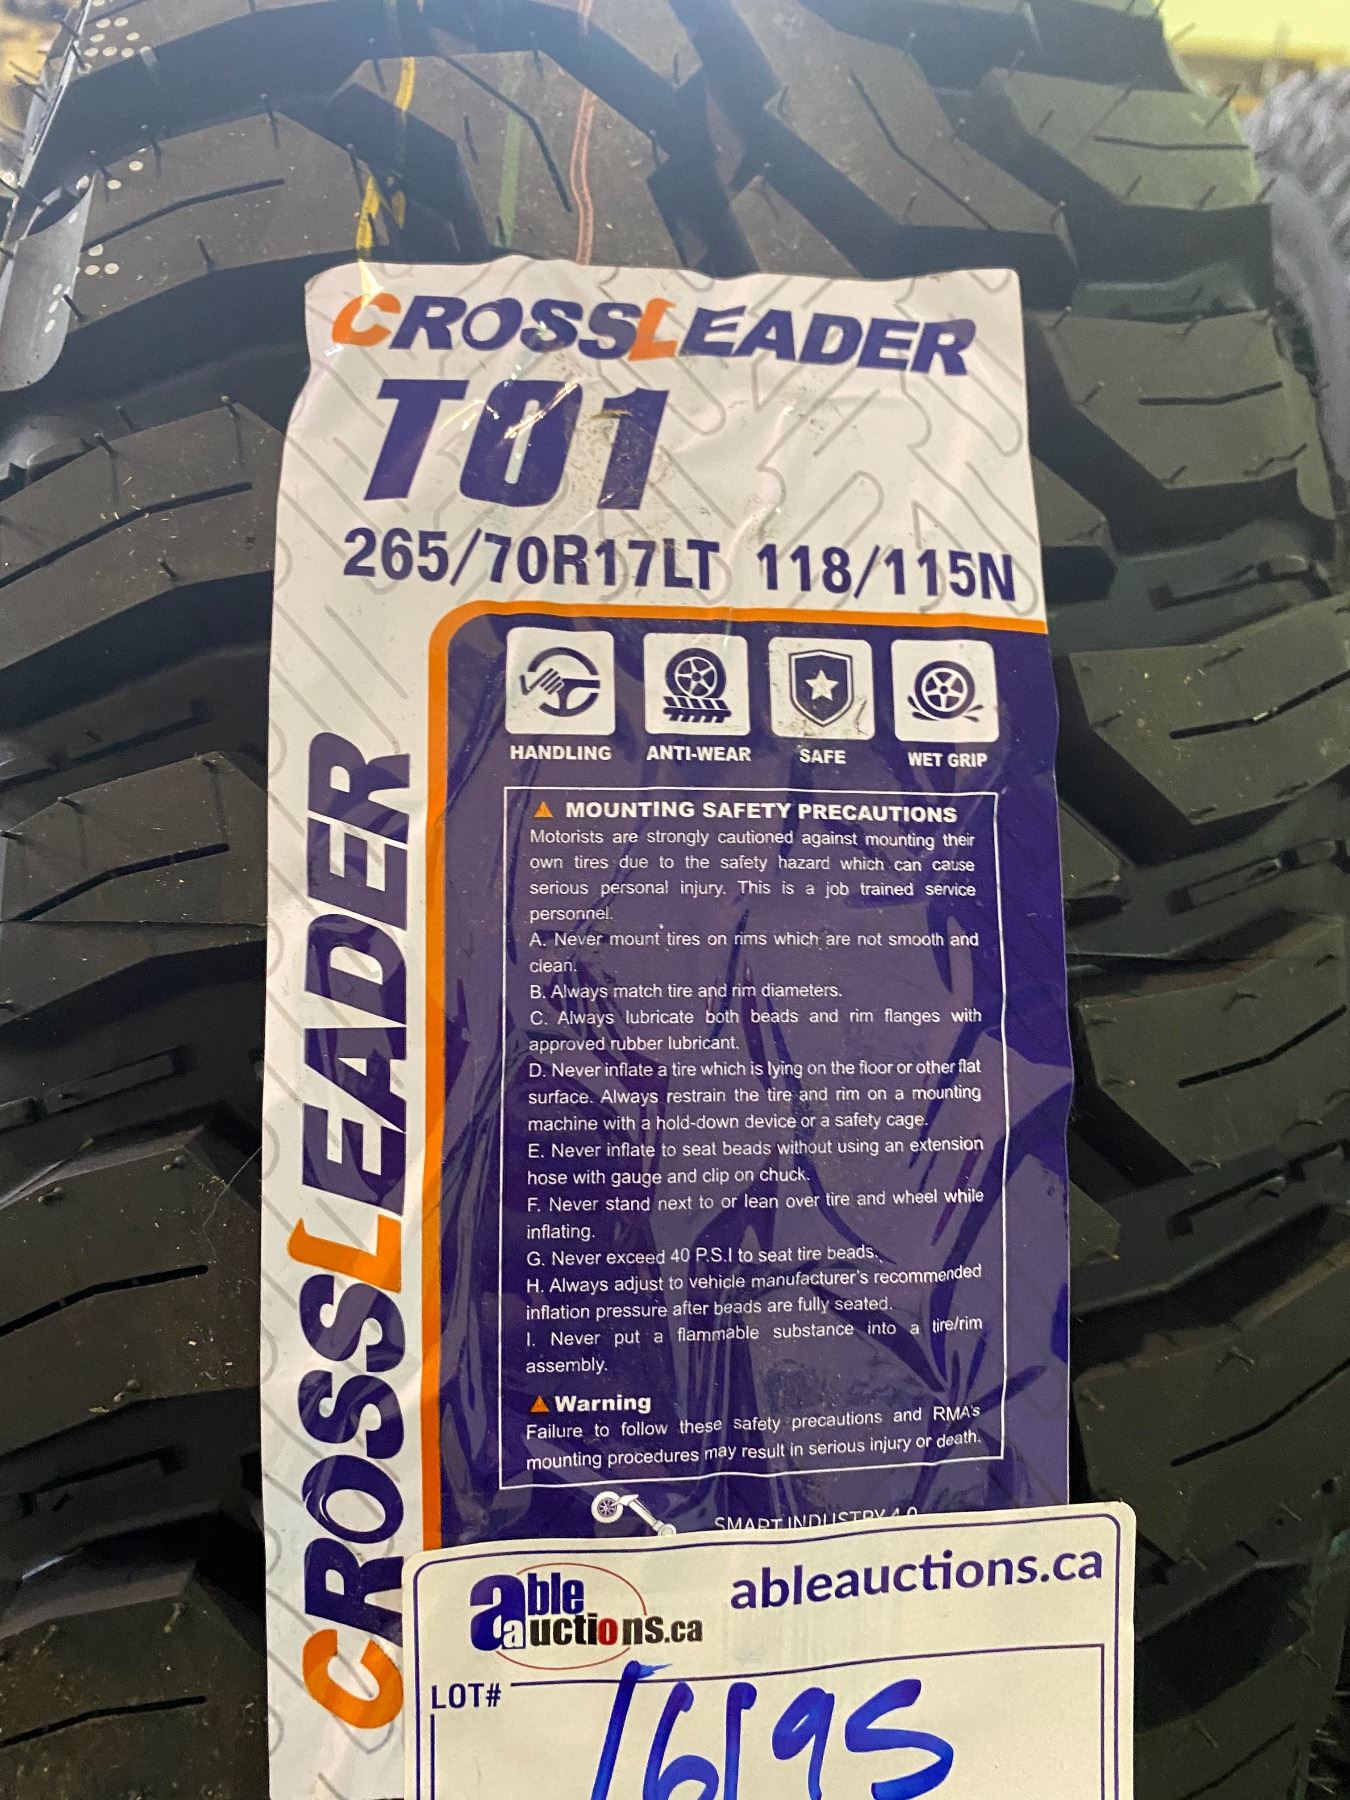 CROSSLEADER
T01
265/70R17LT 118/115N
HANDLING ANTI-WEAR SAFE WET GRIP
CROSSLEADER
MOUNTING SAFETY PRECAUTIONS
Motorists are strongly cautioned against mounting their
own tires due to the safety hazard which can cause
serious personal injury. This is a job trained service
personnel.
A. Never mount tires on rims which are not smooth and
clean.
B. Always match tire and rim diameters.
C. Always lubricate both beads and rim flanges with
approved rubber lubricant.
D. Never inflate a tire which is lying on the floor or other flat
surface. Always restrain the tire and rim on a mounting
machine with a hold-down device or a safety cage.
E. Never inflate to seat beads without using an extension
hose with gauge and clip on chuck.
F. Never stand next to or lean over tire and wheel while
inflating.
G. Never exceed 40 P.S.I to seat tire beads.
H. Always adjust to vehicle manufacturer's recommended
inflation pressure after beads are fully seated.
I. Never put a flammable substance into a tire/rim
assembly.
Warning
Failure to follow these safety precautions and RMA's
mounting procedures may result in serious injury or death.
SMART INDUSTRY 4.0
able auctions.ca
ableauctions.ca
LOT#
1619S